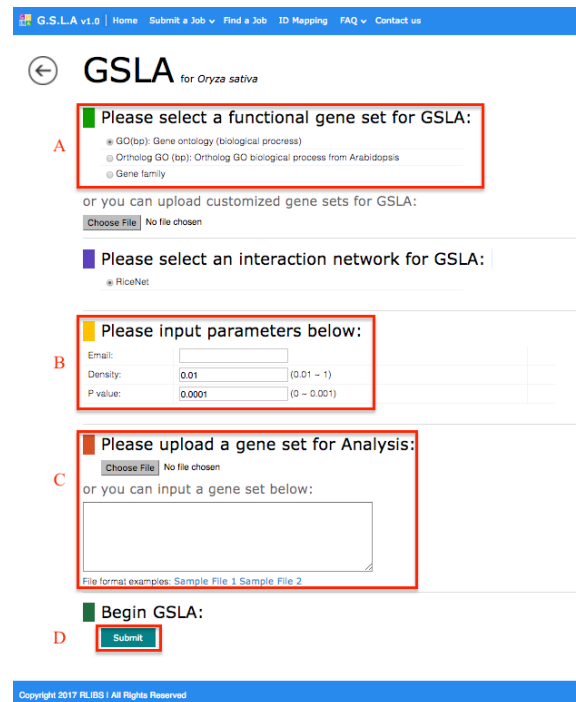 G.S.L.A v1.0 | Home Submit a Job Find a Job ID Mapping FAQ Contact us
GSLA for Oryza sativa
Please select a functional gene set for GSLA:
A
GO(bp): Gene ontology (biological procress)
Ortholog GO (bp): Ortholog GO biological process from Arabidopsis
Gene family
or you can upload customized gene sets for GSLA:
Choose File No file chosen
Please select an interaction network for GSLA:
RiceNet
Please input parameters below:
B
Email:
Density: 0.01 (0.01 ~ 1)
P value: 0.0001 (0 ~ 0.001)
Please upload a gene set for Analysis:
Choose File No file chosen
C
or you can input a gene set below:
File format examples: Sample File 1 Sample File 2
Begin GSLA:
D
Submit
Copyright 2017 RLIBS | All Rights Reserved